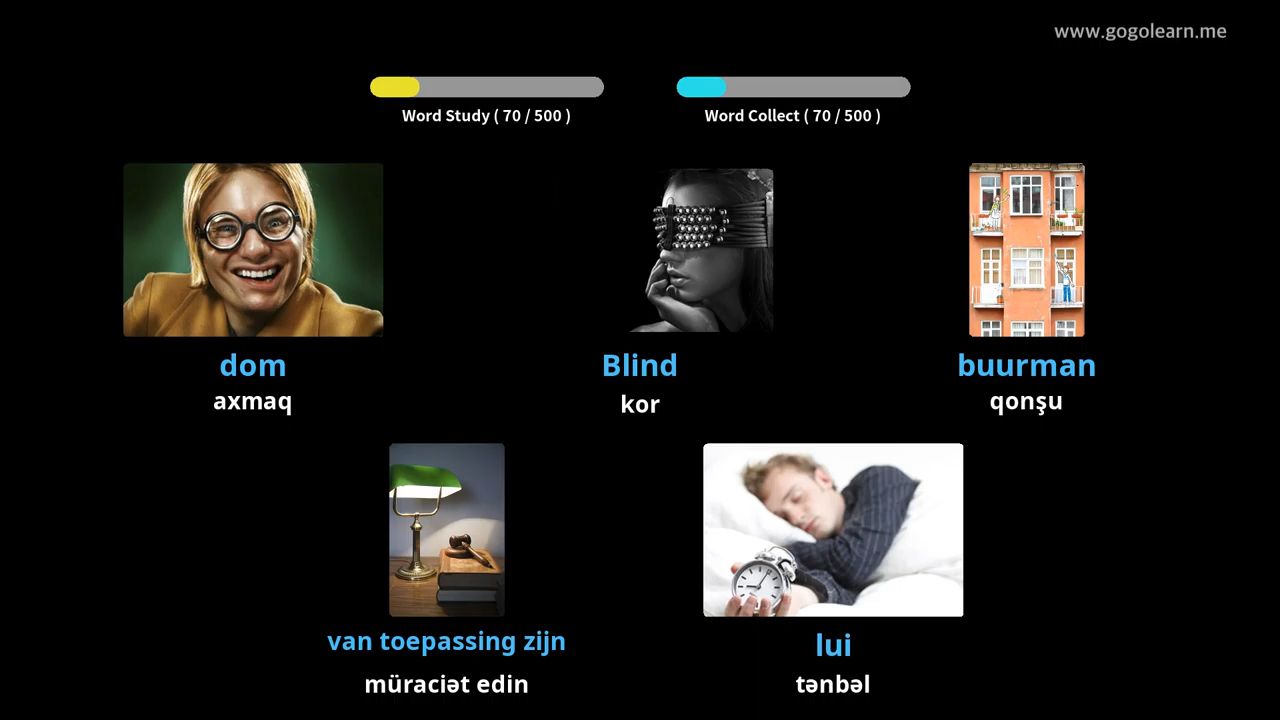 www.gogolearn.me
Word Study ( 70 / 500 )
Word Collect ( 70 / 500 )
dom
axmaq
Blind
kor
buurman
qonşu
van toepassing zijn
müraciət edin
lui
tənbəl